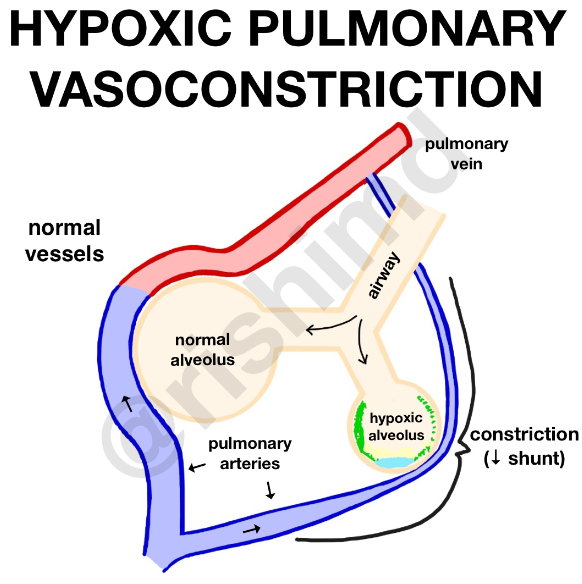 HYPOXIC PULMONARY
VASOCONSTRICTION
pulmonary
vein
normal
vessels
airway
normal
alveolus
hypoxic
alveolus
pulmonary
arteries
constriction
(↓ shunt)
@rishimd